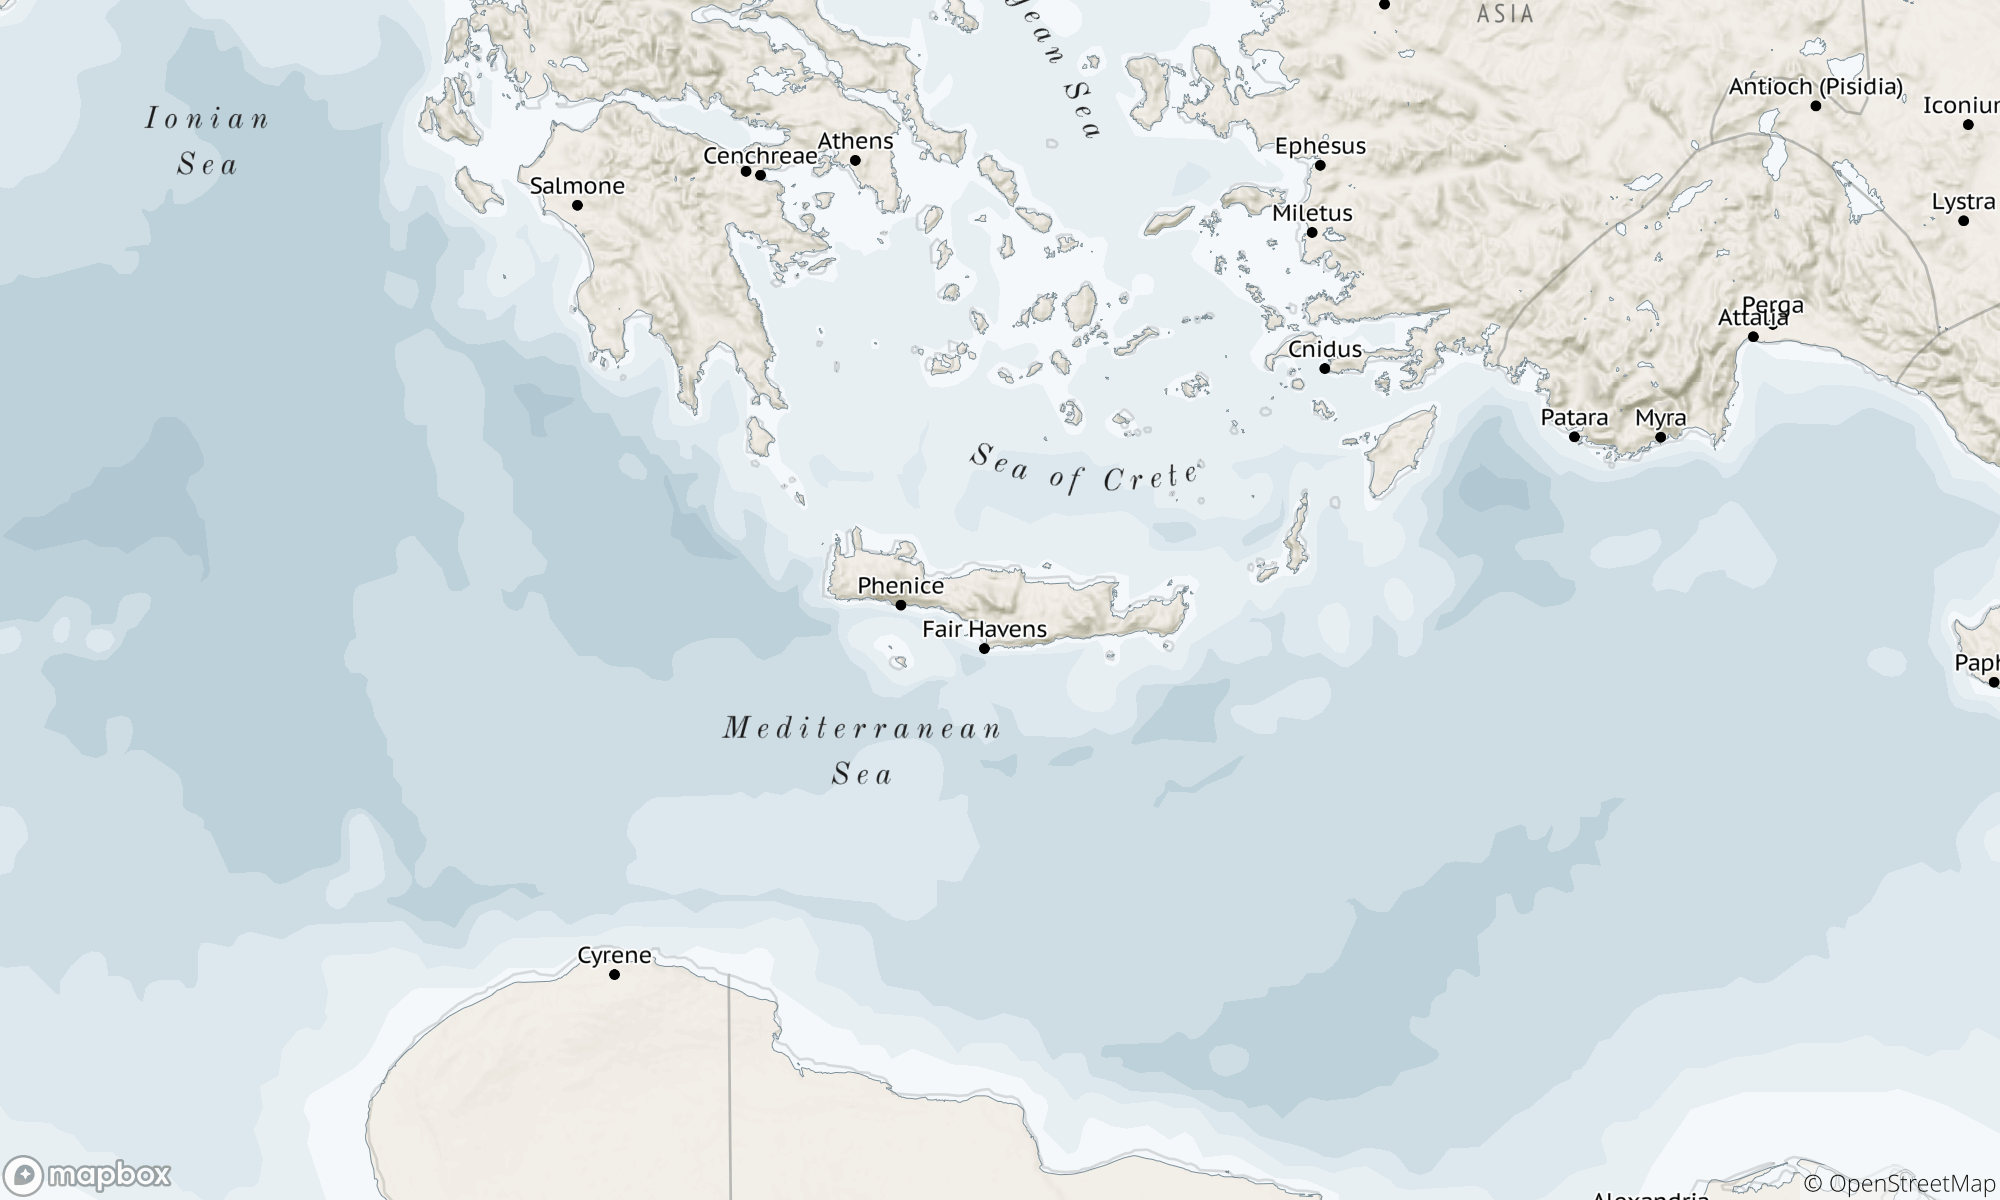 ASIA
Ionian
Sea
gean Sea
Antioch (Pisidia)
Iconium
Cenchreae
Athens
Ephesus
Salmone
Miletus
Lystra
Perga
Attalia
Cnidus
Patara
Myra
Sea of Crete
Phenice
Fair Havens
Paph
Mediterranean
Sea
Cyrene
mapbox
© OpenStreetMap
Alexandria